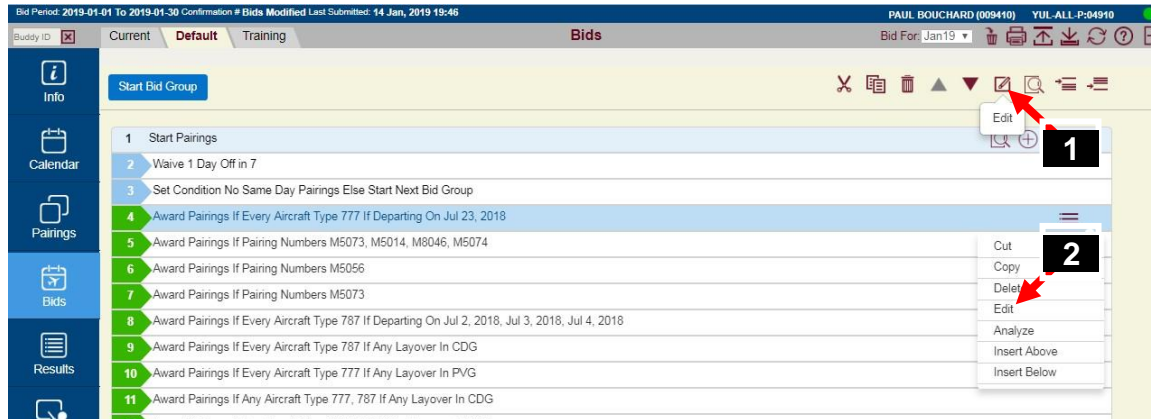 Bid Period: 2019-01-01 To 2019-01-30 Confirmation # Bids Modified Last Submitted: 14 Jan, 2019 19:46 PAUL BOUCHARD (009410) YUL-ALL-P:04910
Buddy ID X Current Default Training Bids Bid For: Jan19
Info
Start Bid Group
Edit
1
1 Start Pairings
Calendar
2 Waive 1 Day Off in 7
3 Set Condition No Same Day Pairings Else Start Next Bid Group
Pairings
4 Award Pairings If Every Aircraft Type 777 If Departing On Jul 23, 2018
5 Award Pairings If Pairing Numbers M5073, M5014, M8046, M5074
Cut
2
6 Award Pairings If Pairing Numbers M5056
Copy
Bids
7 Award Pairings If Pairing Numbers M5073
Delete
Edit
8 Award Pairings If Every Aircraft Type 787 If Departing On Jul 2, 2018, Jul 3, 2018, Jul 4, 2018
Analyze
9 Award Pairings If Every Aircraft Type 787 If Any Layover In CDG
Insert Above
Results
10 Award Pairings If Every Aircraft Type 777 If Any Layover In PVG
Insert Below
11 Award Pairings If Any Aircraft Type 777, 787 If Any Layover In CDG